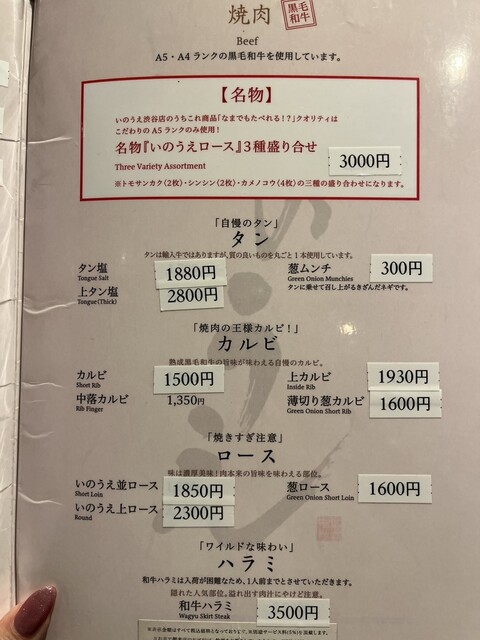 焼肉
黒毛和牛
Beef
A5・A4 ランクの黒毛和牛を使用しています。
【名物】
いのうえ渋谷店のうちこれ商品「なまでもたべれる!?」クオリティは
こだわりの A5 ランクのみ使用!
名物『いのうえロース』3種盛り合せ 3000円
Three Variety Assortment
※トモサンカク(2枚)・シンシン(2枚)・カメノコウ(4枚)の三種の盛り合わせになります。
「自慢のタン」
タン
タンは輸入牛ではありますが、質の良いものを丸ごと1本使用しています。
タン塩 1880円
Tongue Salt
上タン塩 2800円
Tongue(Thick)
葱ムンチ 300円
Green Onion Munchies
タンに乗せて召し上がるきざんだネギです。
「焼肉の王様カルビ!」
カルビ
熟成黒毛和牛の旨味が味わえる自慢のカルビ。
カルビ 1500円
Short Rib
中落カルビ 1,350円
Rib Finger
上カルビ 1930円
Inside Rib
薄切り葱カルビ 1600円
Green Onion Short Rib
「焼きすぎ注意」
ロース
味は濃厚美味!肉本来の旨味を味わえる部位。
いのうえ並ロース 1850円
Short Loin
いのうえ上ロース 2300円
Round
葱ロース 1600円
Green Onion Short Loin
「ワイルドな味わい」
ハラミ
和牛ハラミは入荷が困難なため、1人前までとさせていただきます。
隠れた人気部位。溢れ出す肉汁にやけど注意。
和牛ハラミ 3500円
Wagyu Skirt Steak